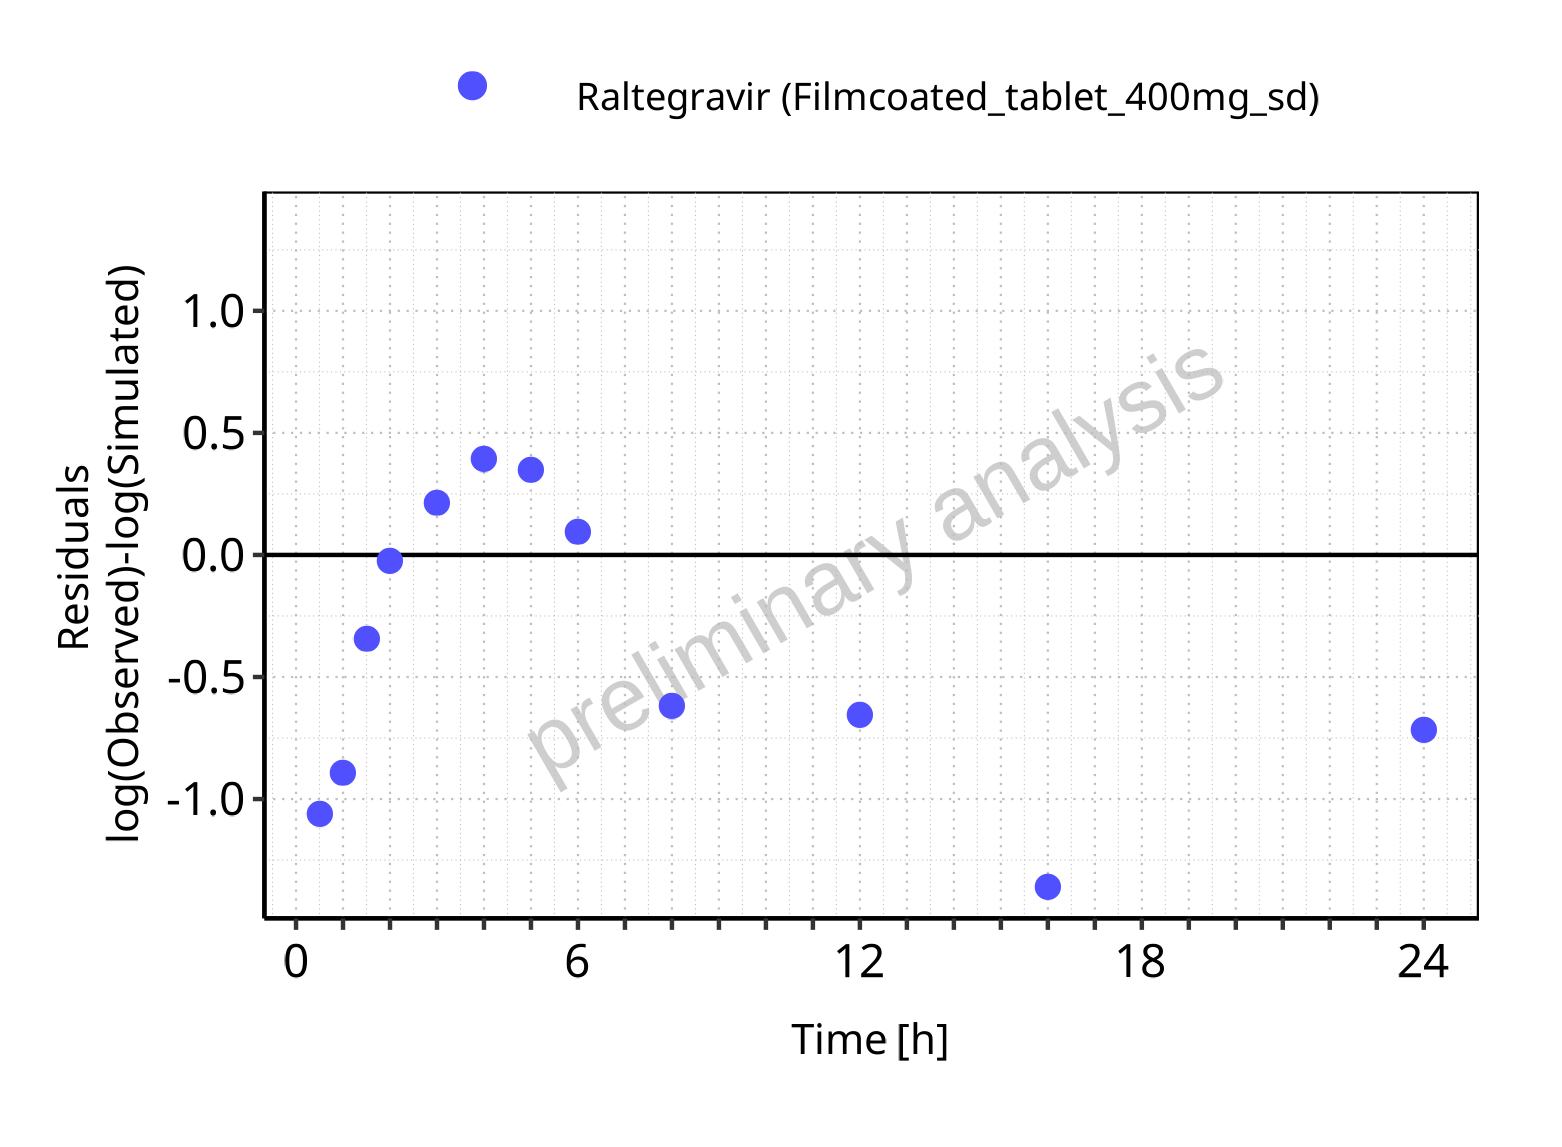 Raltegravir (Filmcoated_tablet_400mg_sd)
Residuals
log(Observed)-log(Simulated)
1.0
0.5
0.0
-0.5
-1.0
preliminary analysis
0 6 12 18 24
Time [h]